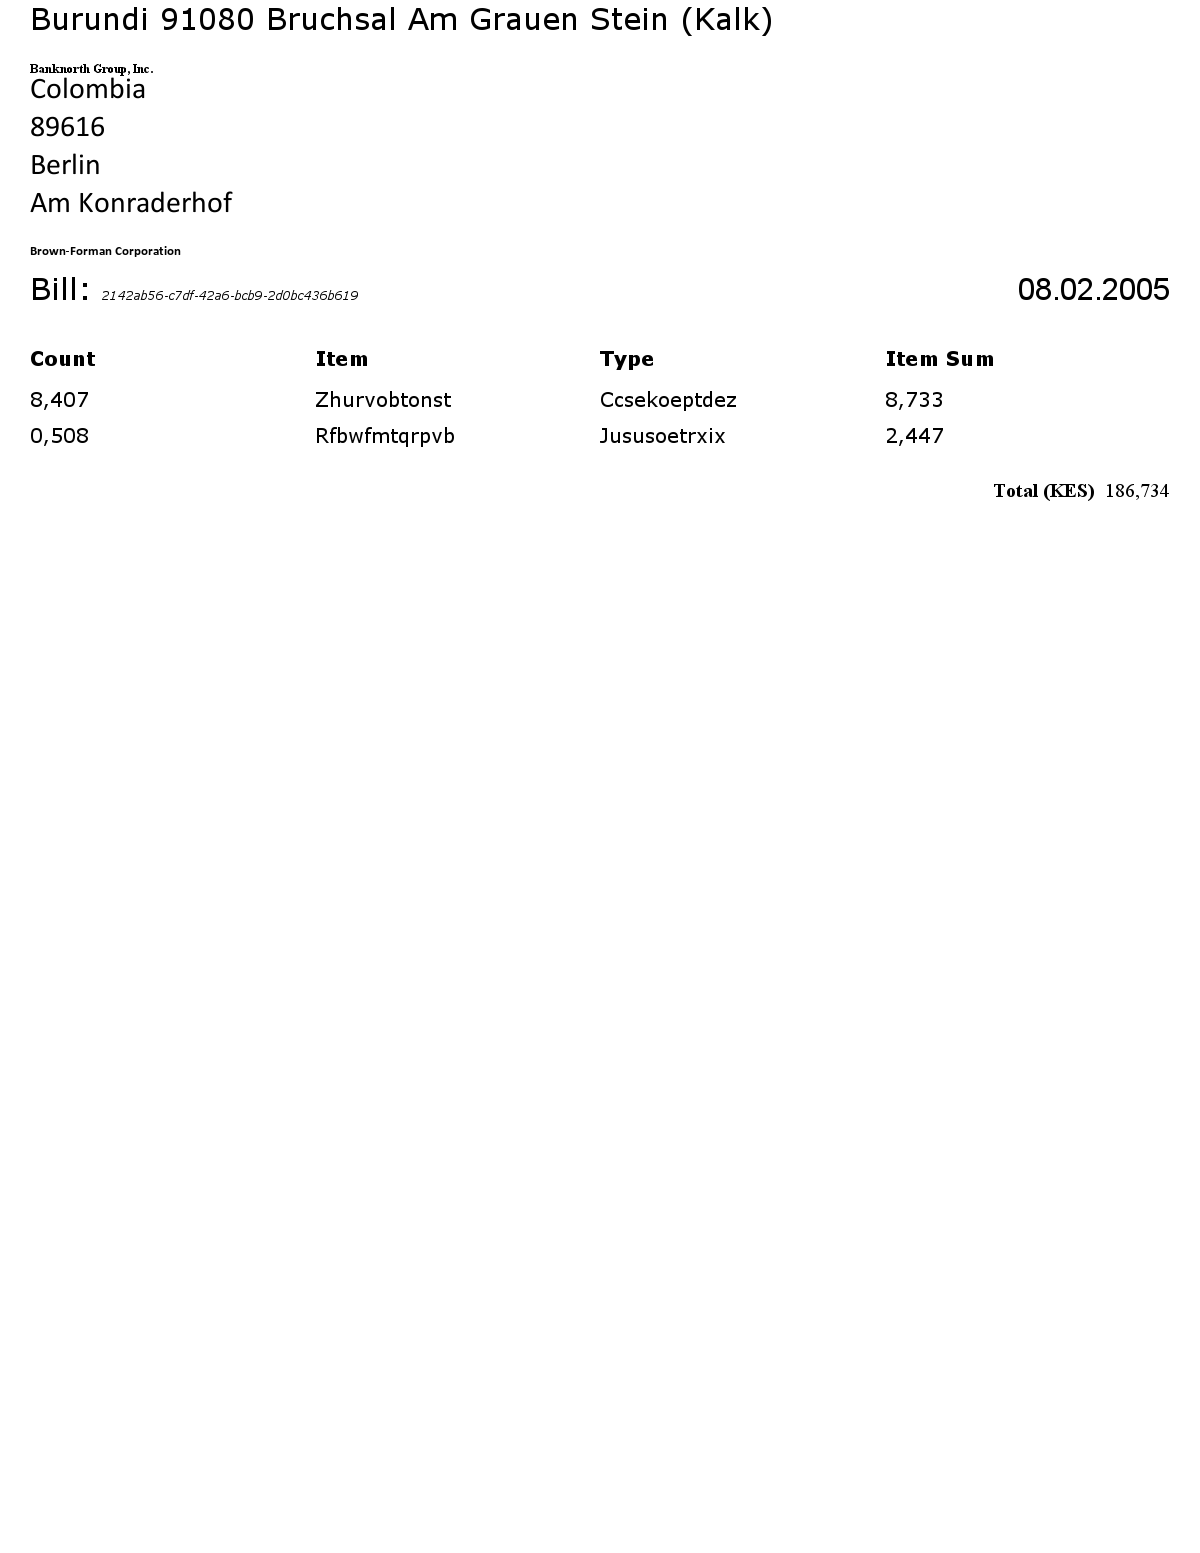 Burundi 91080 Bruchsal Am Grauen Stein (Kalk)
Banknorth Group, Inc.
Colombia
89616
Berlin
Am Konraderhof
Brown-Forman Corporation
Bill: 2142ab56-c7df-42a6-bcb9-2d0bc436b619 08.02.2005
Count Item Type Item Sum
8,407 Zhurvobtonst Ccsekoeptdez 8,733
0,508 Rfbwfmtqrpvb Jususoetrxix 2,447
Total (KES) 186,734